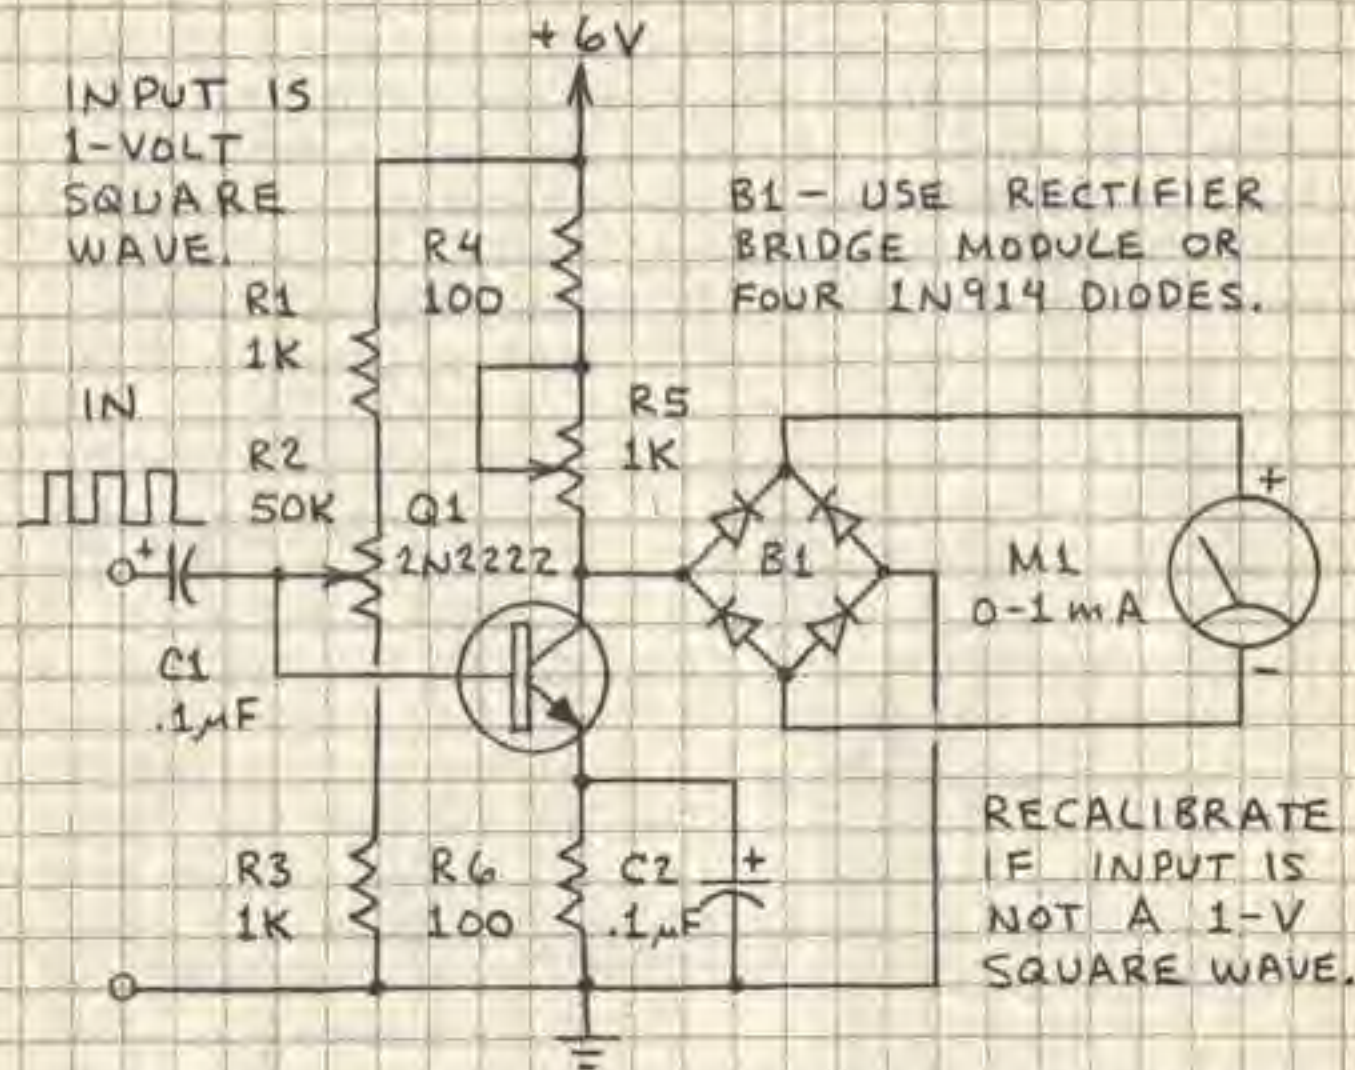 +6V
INPUT IS
1-VOLT
SQUARE
WAVE.
B1 - USE RECTIFIER
BRIDGE MODULE OR
FOUR 1N914 DIODES.
R4
100
R1
1K
IN
R5
1K
R2
50K
Q1
2N2222
+
B1
+
M1
0-1mA
-
C1
.1µF
R3
1K
R6
100
C2
.1µF
+
RECALIBRATE
IF INPUT IS
NOT A 1-V
SQUARE WAVE.